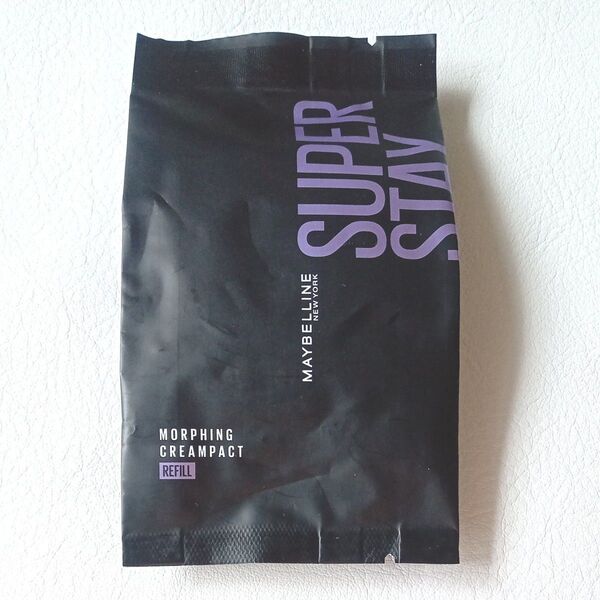 SUPER
STAY
MAYBELLINE
NEW YORK
MORPHING
CREAMPACT
REFILL